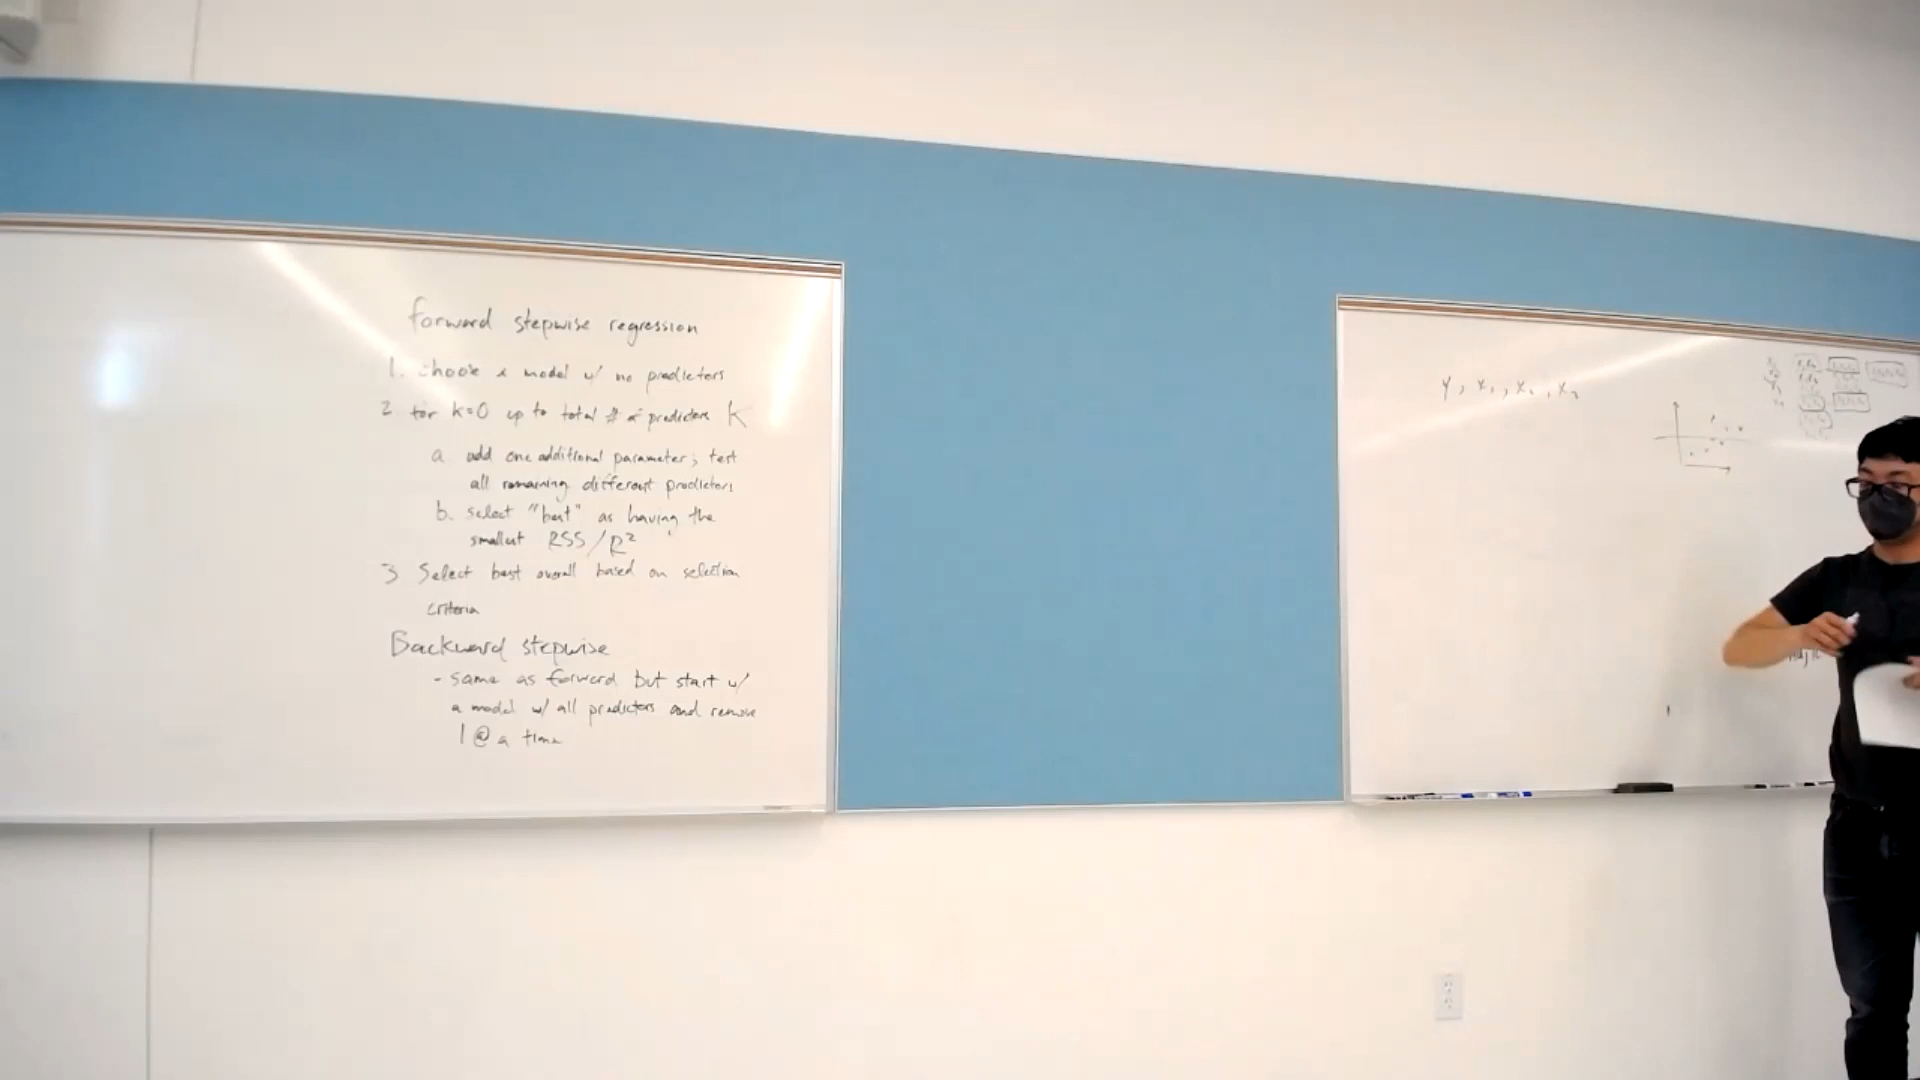 forward stepwise regression
1. choose a model w/ no predictors
2. for k=0 up to total # of predictors K
a. add one additional parameter; test
all remaining different predictors
b. select "best" as having the
smallest RSS/R²
3 Select best overall based on selection
criteria
Backward stepwise
- same as forward but start w/
a model w/ all predictors and remove
1 @ a time
y, x₁, x₂, x₃